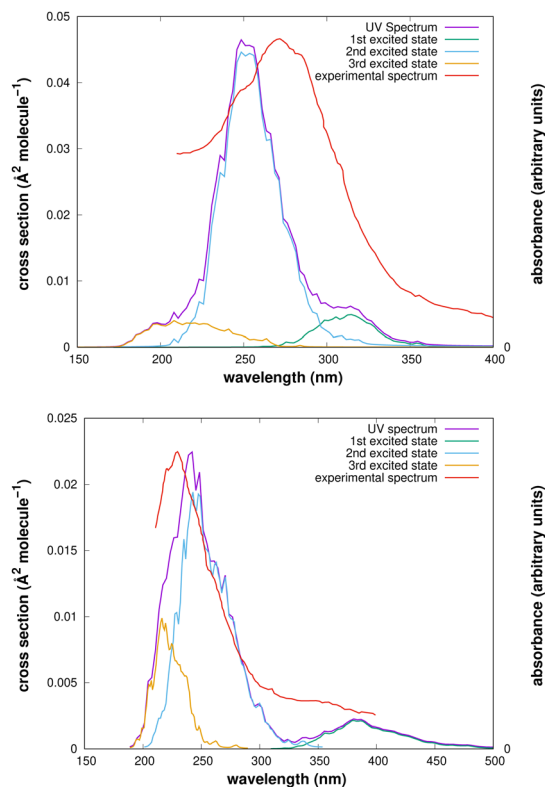 0.05
0.04
0.03
0.02
0.01
0
cross section (Å² molecule⁻¹)
UV Spectrum
1st excited state
2nd excited state
3rd excited state
experimental spectrum
absorbance (arbitrary units)
0
150 200 250 300 350 400
wavelength (nm)
0.025
0.02
0.015
0.01
0.005
0
cross section (Å² molecule⁻¹)
UV spectrum
1st excited state
2nd excited state
3rd excited state
experimental spectrum
absorbance (arbitrary units)
0
150 200 250 300 350 400 450 500
wavelength (nm)